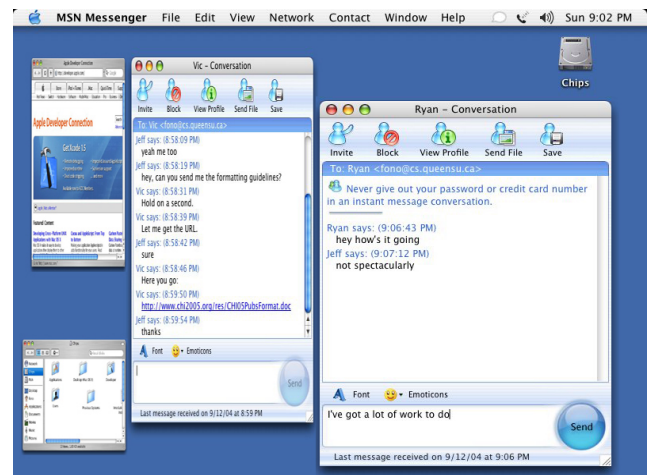 MSN Messenger File Edit View Network Contact Window Help Sun 9:02 PM
Chips
Apple Developer Connection
Apple Developer Connection
Get Xcode 1.5
Featured Content
Vic – Conversation
Invite Block View Profile Send File Save
To: Vic <fono@cs.queensu.ca>
Jeff says: (8:58:09 PM)
yeah me too
Jeff says: (8:58:19 PM)
hey, can you send me the formatting guidelines?
Vic says: (8:58:31 PM)
Hold on a second.
Vic says: (8:58:39 PM)
Let me get the URL.
Jeff says: (8:58:42 PM)
sure
Vic says: (8:58:46 PM)
Here you go:
Vic says: (8:59:50 PM)
http://www.chi2005.org/res/CHI05PubsFormat.doc
Jeff says: (8:59:54 PM)
thanks
Font Emoticons
Send
Last message received on 9/12/04 at 8:59 PM
Ryan – Conversation
Invite Block View Profile Send File Save
To: Ryan <fono@cs.queensu.ca>
Never give out your password or credit card number
in an instant message conversation.
Ryan says: (9:06:43 PM)
hey how's it going
Jeff says: (9:07:12 PM)
not spectacularly
Font Emoticons
I've got a lot of work to do
Send
Last message received on 9/12/04 at 9:06 PM